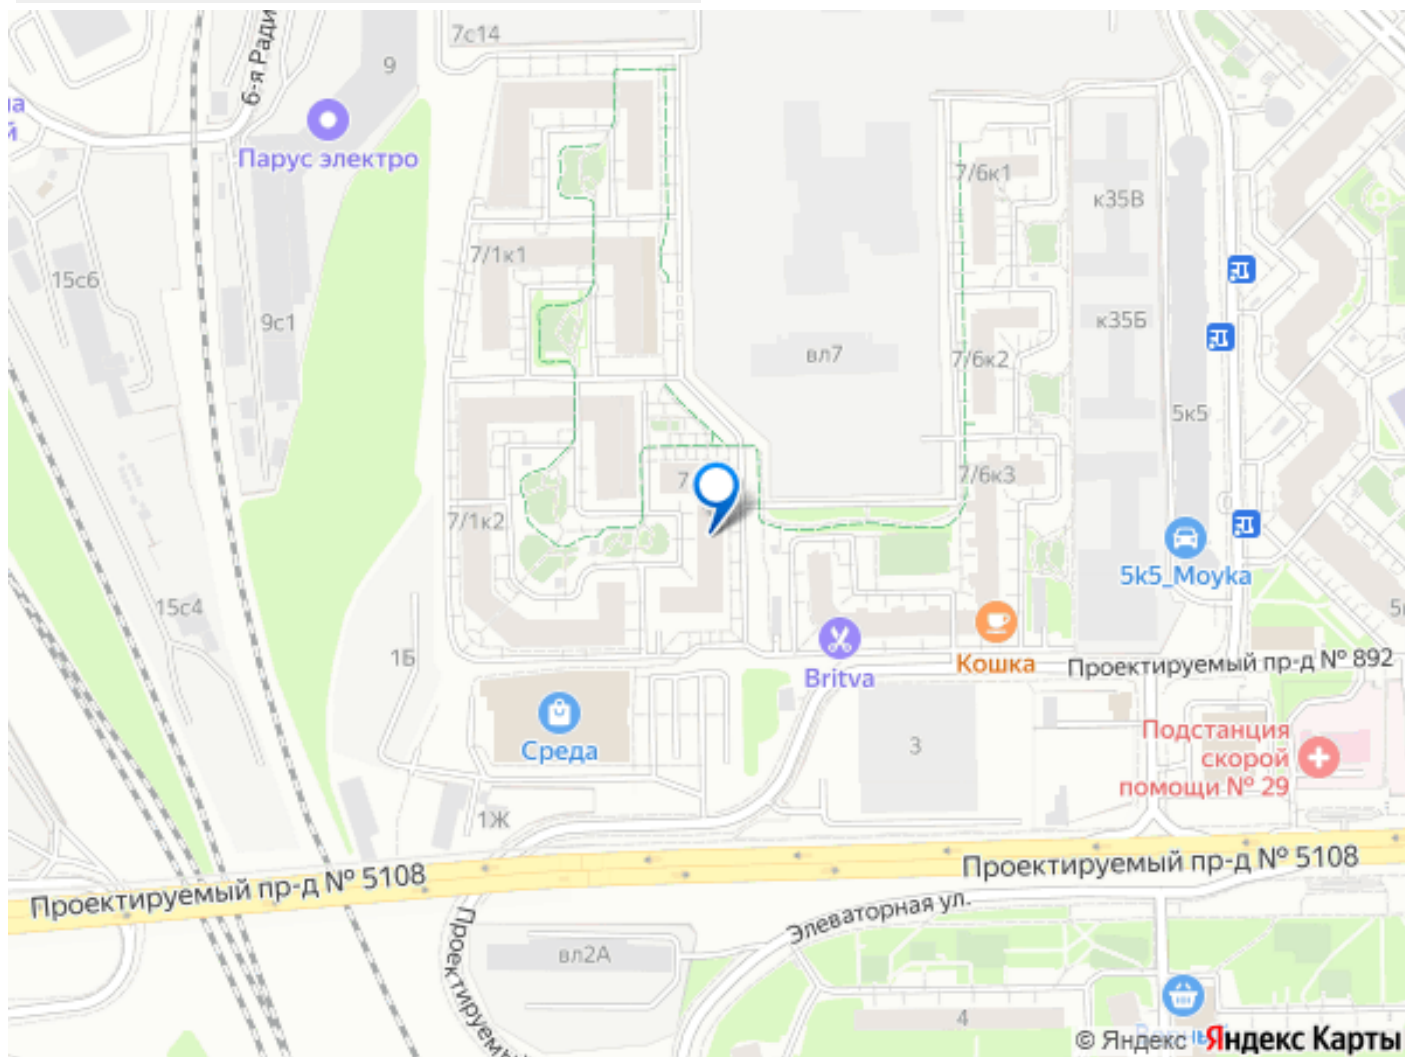 7с14
9
6-я Ради
Парус электро
7/6к1
к35В
7/1к1
15с6
9с1
к35Б
вл7
7/6к2
5к5
7/6к3
7
7/1к2
5k5_Moyka
15с4
1Б
Britva
Кошка
Проектируемый пр-д № 892
Среда
3
Подстанция
скорой
помощи № 29
1Ж
Проектируемый пр-д № 5108
Проектируемый пр-д № 5108
Элеваторная ул.
Проектируемый
вл2А
4
© Яндекс Яндекс Карты